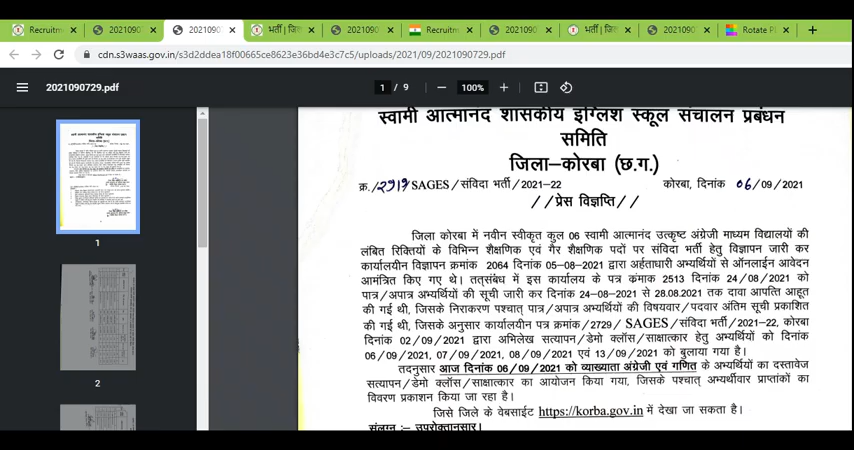 Recruitm
2021090
2021090
भर्ती | जि
2021090
Recruitm
2021090
भर्ती | जि
2021090
Rotate P
cdn.s3waas.gov.in/s3d2ddea18f00665ce8623e36bd4e3c7c5/uploads/2021/09/2021090729.pdf
2021090729.pdf
1 / 9
100%
1
2
स्वामी आत्मानंद शासकीय इंग्लिश स्कूल संचालन प्रबंधन
समिति
जिला–कोरबा (छ.ग.)
क्र./2917 SAGES/संविदा भर्ती/2021-22 कोरबा, दिनांक 06/09/2021
//प्रेस विज्ञप्ति//
जिला कोरबा में नवीन स्वीकृत कुल 06 स्वामी आत्मानंद उत्कृष्ट अंग्रेजी माध्यम विद्यालयों की
लंबित रिक्तियों के विभिन्न शैक्षणिक एवं गैर शैक्षणिक पदों पर संविदा भर्ती हेतु विज्ञापन जारी कर
कार्यालयीन विज्ञापन क्रमांक 2064 दिनांक 05-08-2021 द्वारा अर्हताधारी अभ्यर्थियों से ऑनलाईन आवेदन
आमंत्रित किए गए थे। तत्संबंध में इस कार्यालय के पत्र कंमाक 2513 दिनांक 24/08/2021 को
पात्र/अपात्र अभ्यर्थियों की सूची जारी कर दिनांक 24-08-2021 से 28.08.2021 तक दावा आपत्ति आहूत
की गई थी, जिसके निराकरण पश्चात् पात्र/अपात्र अभ्यर्थियों की विषयवार/पदवार अंतिम सूची प्रकाशित
की गई थी, जिसके अनुसार कार्यालयीन पत्र क्रमांक/2729/ SAGES/संविदा भर्ती/2021-22, कोरबा
दिनांक 02/09/2021 द्वारा अभिलेख सत्यापन/डेमो क्लॉस/साक्षात्कार हेतु अभ्यर्थियों को दिनांक
06/09/2021, 07/09/2021, 08/09/2021 एवं 13/09/2021 को बुलाया गया है।
तदनुसार आज दिनांक 06/09/2021 को व्याख्याता अंग्रेजी एवं गणित के अभ्यर्थियों का दस्तावेज
सत्यापन/डेमो क्लॉस/साक्षात्कार का आयोजन किया गया, जिसके पश्चात् अभ्यर्थीवार प्राप्तांकों का
विवरण प्रकाशन किया जा रहा है।
जिसे जिले के वेबसाईट https://korba.gov.in में देखा जा सकता है।
संलग्न :– उपरोक्तानुसार।